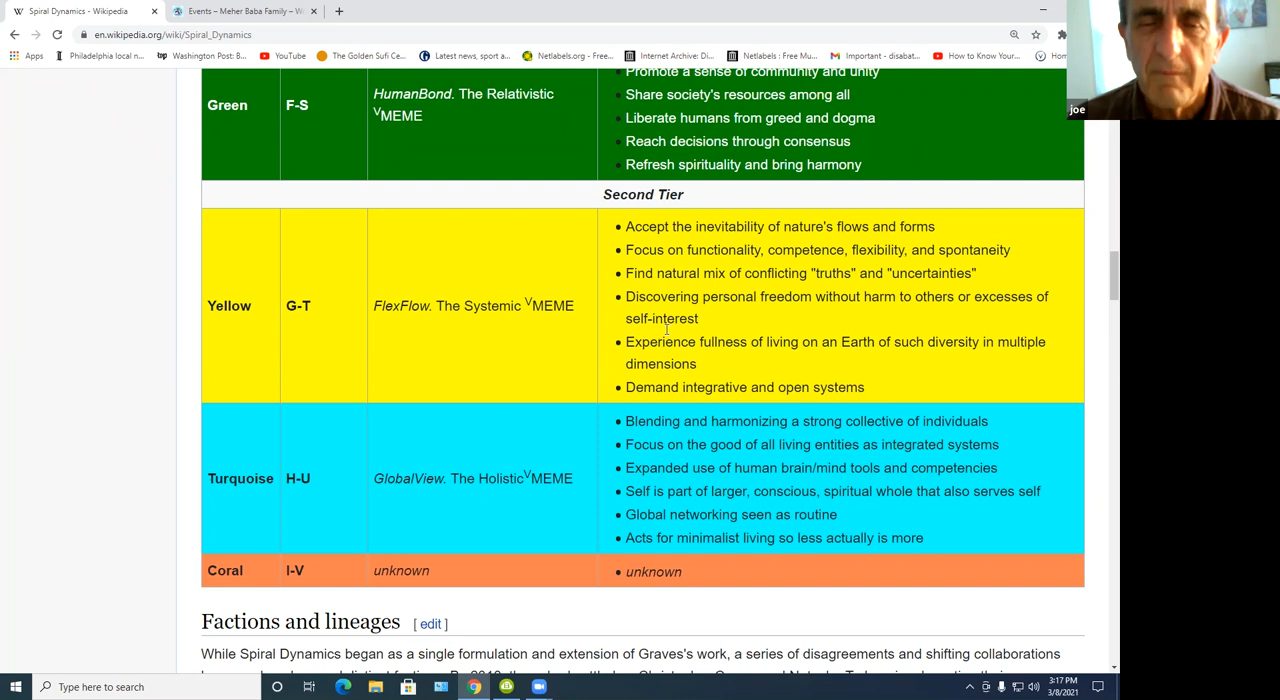 Spiral Dynamics - Wikipedia
Events – Meher Baba Family – W
en.wikipedia.org/wiki/Spiral_Dynamics
Apps
Philadelphia local n...
Washington Post: B...
YouTube
The Golden Sufi Ce...
Latest news, sport a...
Netlabels.org - Free...
Internet Archive: Di...
Netlabels : Free Mu...
Important - disabat...
How to Know Your...
Hom
joe
Promote a sense of community and unity
Green F-S HumanBond. The Relativistic
VMEME
• Share society's resources among all
• Liberate humans from greed and dogma
• Reach decisions through consensus
• Refresh spirituality and bring harmony
Second Tier
Yellow G-T FlexFlow. The Systemic VMEME
• Accept the inevitability of nature's flows and forms
• Focus on functionality, competence, flexibility, and spontaneity
• Find natural mix of conflicting "truths" and "uncertainties"
• Discovering personal freedom without harm to others or excesses of
self-interest
• Experience fullness of living on an Earth of such diversity in multiple
dimensions
• Demand integrative and open systems
Turquoise H-U GlobalView. The HolisticVMEME
• Blending and harmonizing a strong collective of individuals
• Focus on the good of all living entities as integrated systems
• Expanded use of human brain/mind tools and competencies
• Self is part of larger, conscious, spiritual whole that also serves self
• Global networking seen as routine
• Acts for minimalist living so less actually is more
Coral I-V unknown • unknown
Factions and lineages [ edit ]
While Spiral Dynamics began as a single formulation and extension of Graves's work, a series of disagreements and shifting collaborations
Type here to search
3:17 PM
3/8/2021